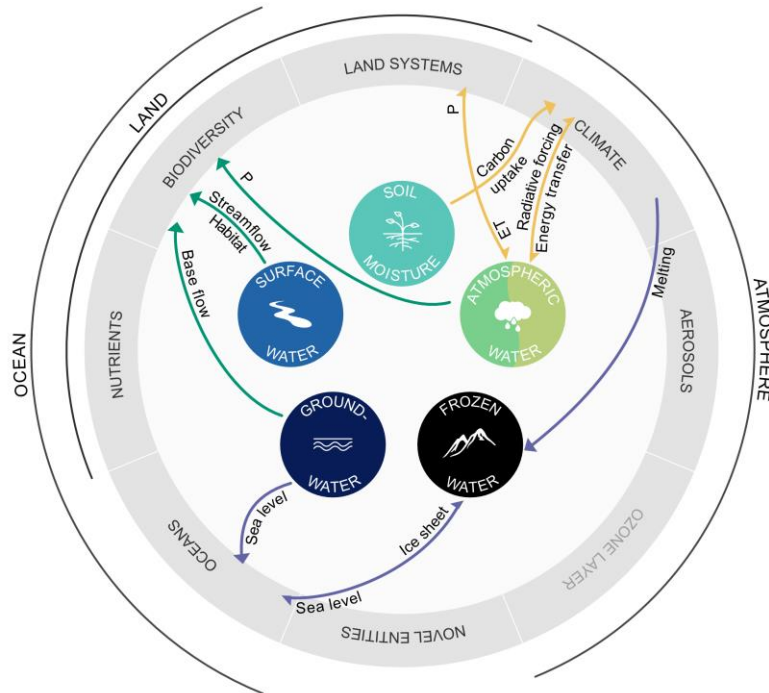 LAND SYSTEMS
CLIMATE
AEROSOLS
OZONE LAYER
NOVEL ENTITIES
OCEANS
NUTRIENTS
BIODIVERSITY
LAND
OCEAN
ATMOSPHERE
P
Carbon
uptake
Radiative forcing
Energy transfer
ET
P
Streamflow
Habitat
Base flow
Melting
SOIL
MOISTURE
SURFACE
WATER
ATMOSPHERIC
WATER
GROUND-
WATER
FROZEN
WATER
Sea level
Ice sheet
Sea level